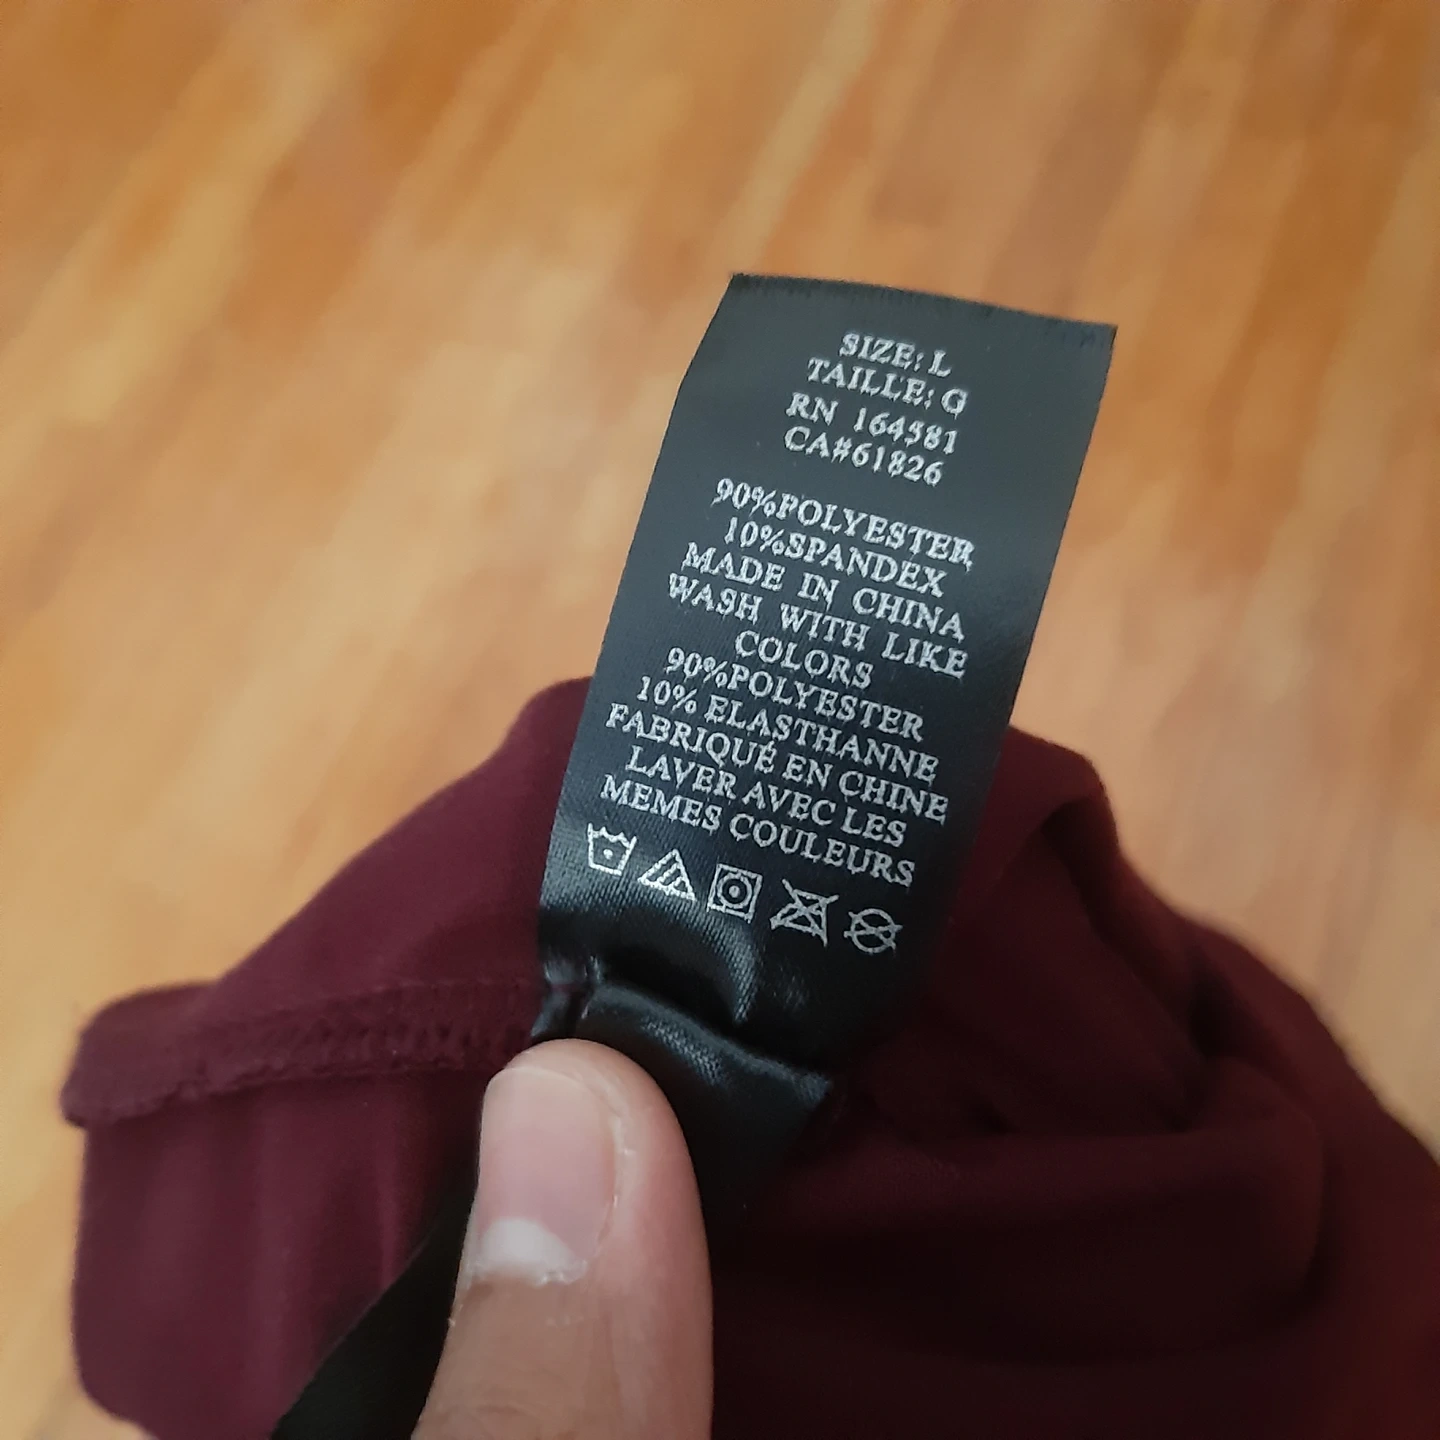 SIZE: L
TAILLE: G
RN 164581
CA#61826
90%POLYESTER
10%SPANDEX
MADE IN CHINA
WASH WITH LIKE
COLORS
90%POLYESTER
10% ELASTHANNE
FABRIQUÉ EN CHINE
LAVER AVEC LES
MEMES COULEURS